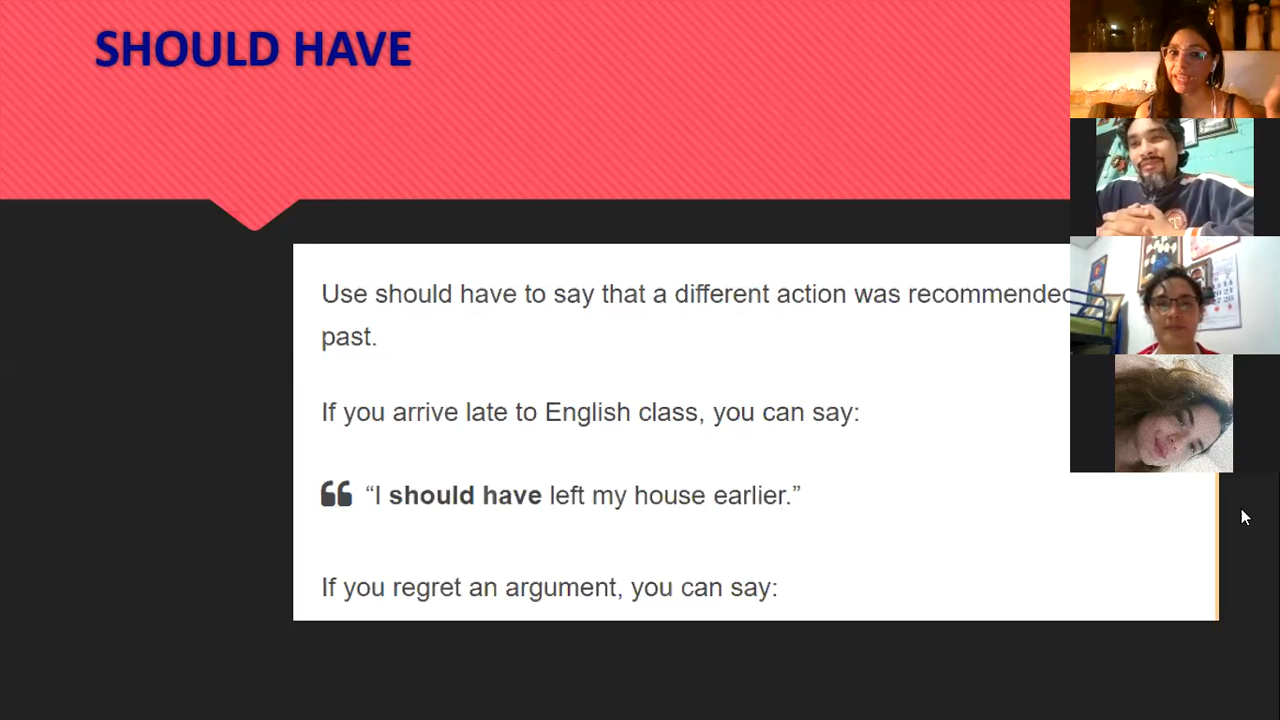 SHOULD HAVE
Use should have to say that a different action was recommende
past.
If you arrive late to English class, you can say:
“I should have left my house earlier.”
If you regret an argument, you can say: